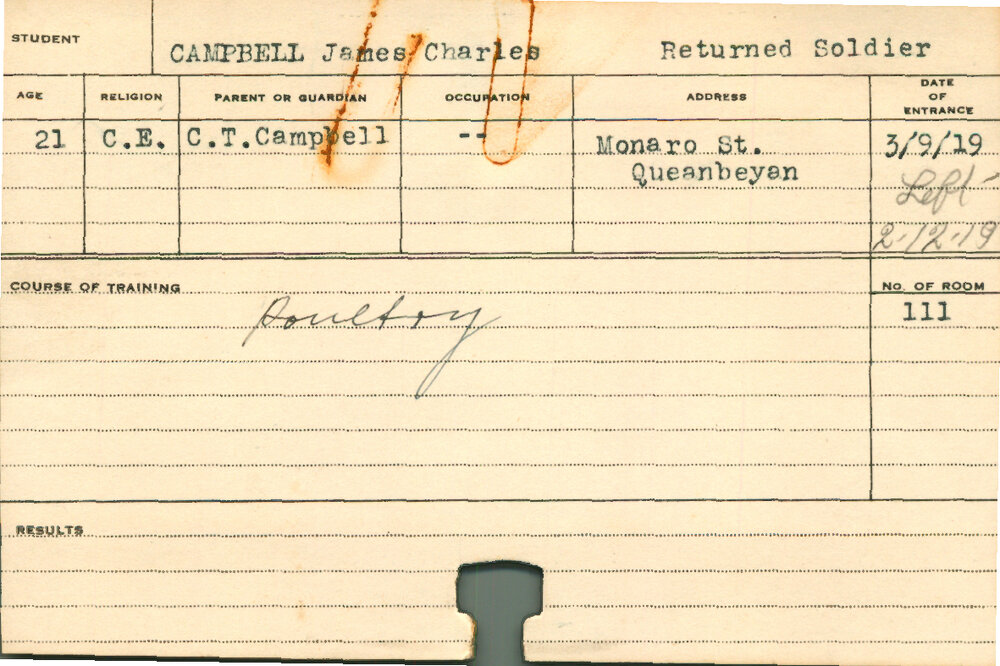 STUDENT CAMPBELL James Charles Returned Soldier
AGE RELIGION PARENT OR GUARDIAN OCCUPATION ADDRESS DATE OF ENTRANCE
21 C.E. C.T.Campbell -- Monaro St. 3/9/19
Queanbeyan Left
2-12-19
COURSE OF TRAINING No. OF ROOM
Poultry 111
RESULTS